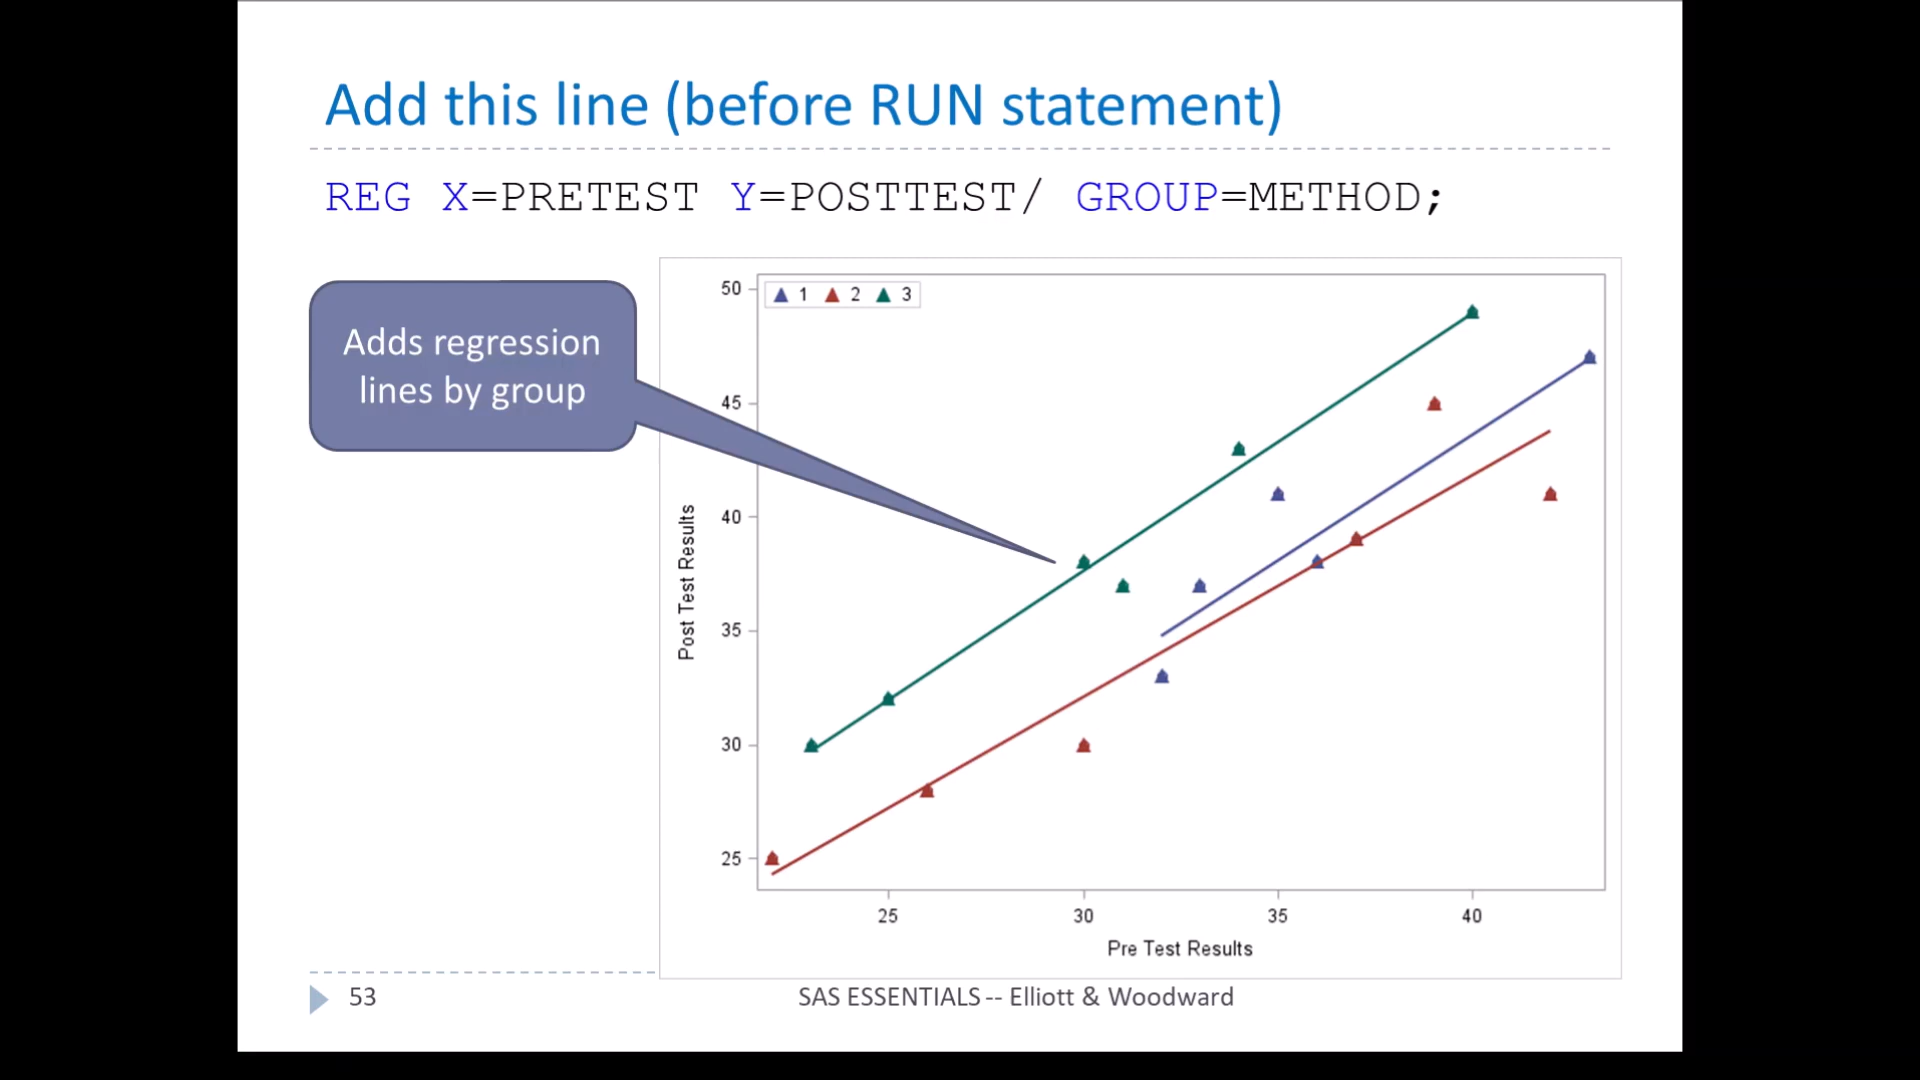 Add this line (before RUN statement)
REG X=PRETEST Y=POSTTEST/ GROUP=METHOD;
Adds regression
lines by group
1 2 3
50
45
40
35
30
25
Post Test Results
25 30 35 40
Pre Test Results
53
SAS ESSENTIALS -- Elliott & Woodward